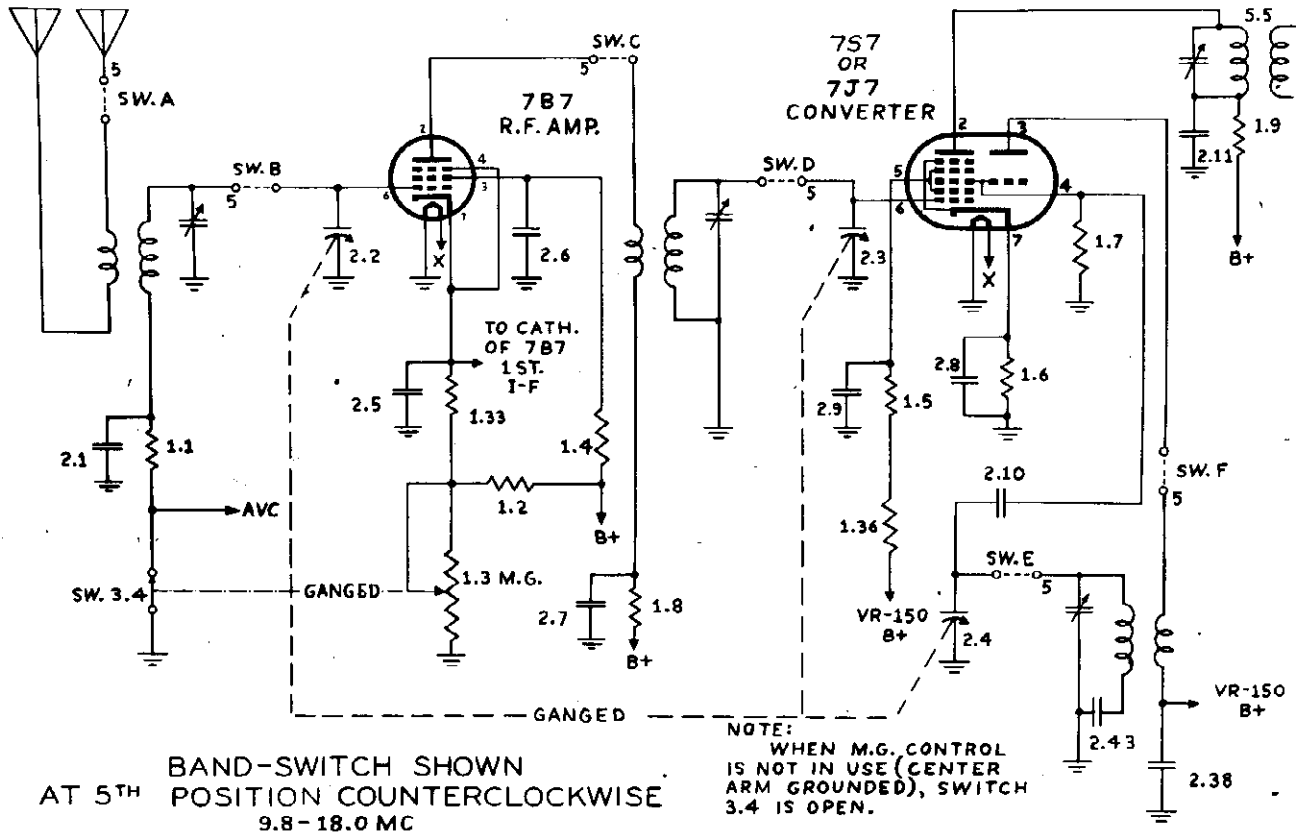 5
SW.A
SW.B
5
2.2
2.1
1.1
AVC
SW. 3.4
GANGED
7B7
R.F. AMP.
2
4
3
6
7
X
2.6
TO CATH.
OF 7B7
1ST.
I-F
2.5
1.33
1.4
1.2
B+
1.3 M.G.
SW.C
5
2.7
1.8
B+
SW.D
5
2.3
7S7
OR
7J7
CONVERTER
2
3
5
4
6
7
X
1.7
2.8
1.6
2.9
1.5
1.36
VR-150
B+
2.10
SW.E
5
2.4
2.43
5.5
1.9
2.11
B+
SW.F
5
VR-150
B+
2.38
GANGED
BAND-SWITCH SHOWN
AT 5TH POSITION COUNTERCLOCKWISE
9.8-18.0 MC
NOTE:
WHEN M.G. CONTROL
IS NOT IN USE (CENTER
ARM GROUNDED), SWITCH
3.4 IS OPEN.